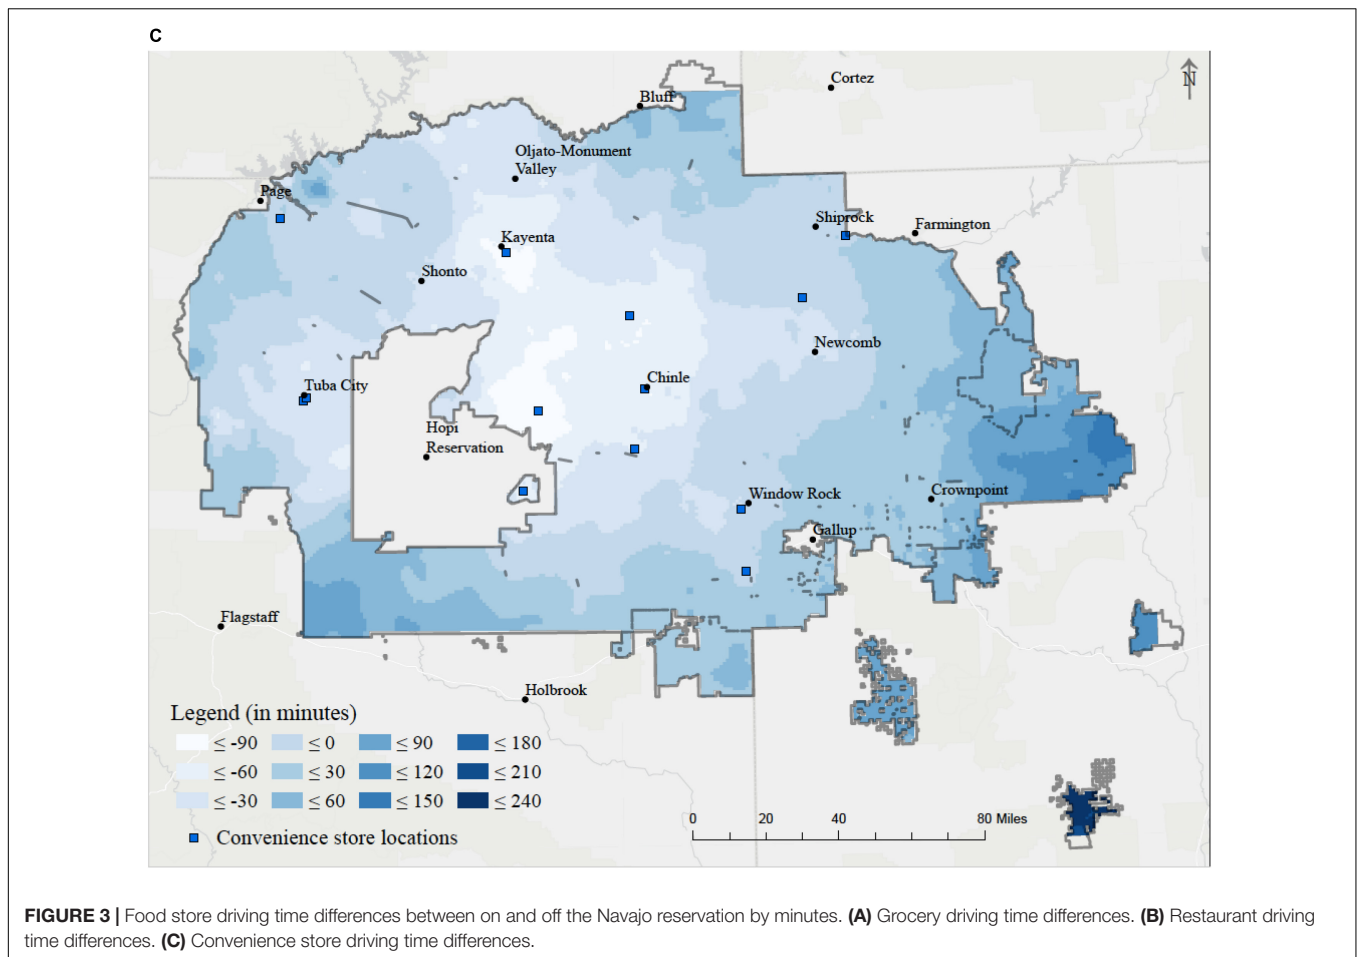 C
N
Cortez
Bluff
Oljato-Monument
Valley
Page
Shiprock
Farmington
Kayenta
Shonto
Newcomb
Chinle
Tuba City
Hopi
Reservation
Window Rock
Crownpoint
Gallup
Flagstaff
Holbrook
Legend (in minutes)
≤ -90 ≤ 0 ≤ 90 ≤ 180
≤ -60 ≤ 30 ≤ 120 ≤ 210
≤ -30 ≤ 60 ≤ 150 ≤ 240
Convenience store locations
0 20 40 80 Miles
FIGURE 3 | Food store driving time differences between on and off the Navajo reservation by minutes. (A) Grocery driving time differences. (B) Restaurant driving
time differences. (C) Convenience store driving time differences.